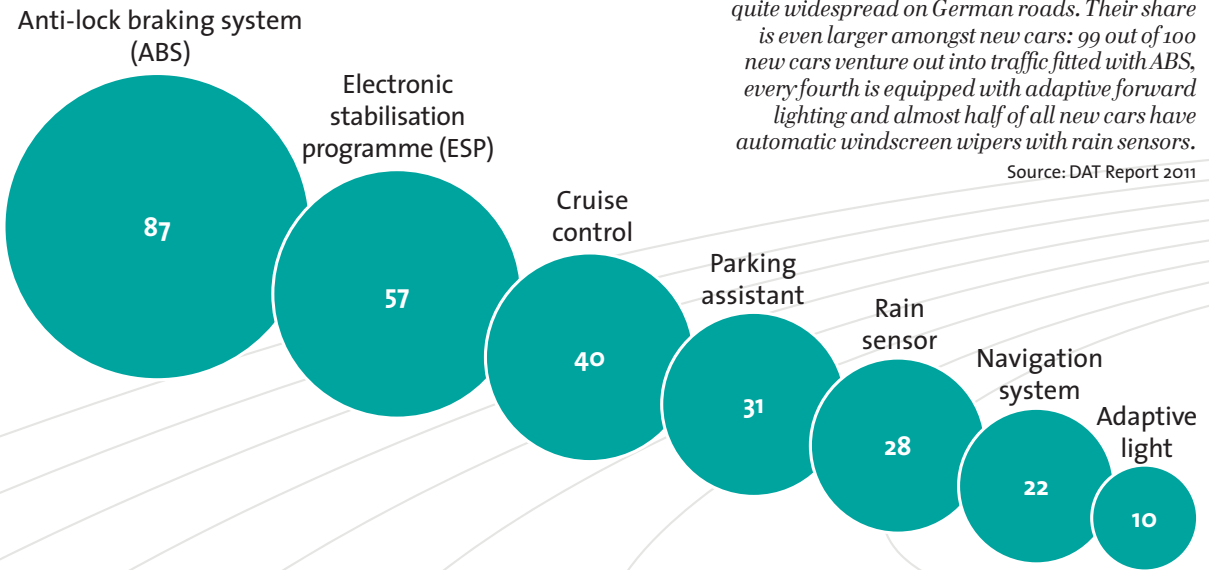 Anti-lock braking system
(ABS)
87
Electronic
stabilisation
programme (ESP)
57
Cruise
control
40
Parking
assistant
31
Rain
sensor
28
Navigation
system
22
Adaptive
light
10
quite widespread on German roads. Their share
is even larger amongst new cars: 99 out of 100
new cars venture out into traffic fitted with ABS,
every fourth is equipped with adaptive forward
lighting and almost half of all new cars have
automatic windscreen wipers with rain sensors.
Source: DAT Report 2011